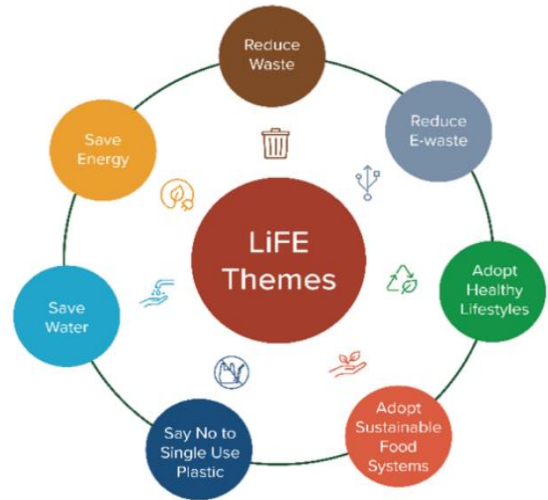 Reduce
Waste
Reduce
E-waste
Adopt
Healthy
Lifestyles
Adopt
Sustainable
Food
Systems
Say No to
Single Use
Plastic
Save
Water
Save
Energy
LiFE
Themes